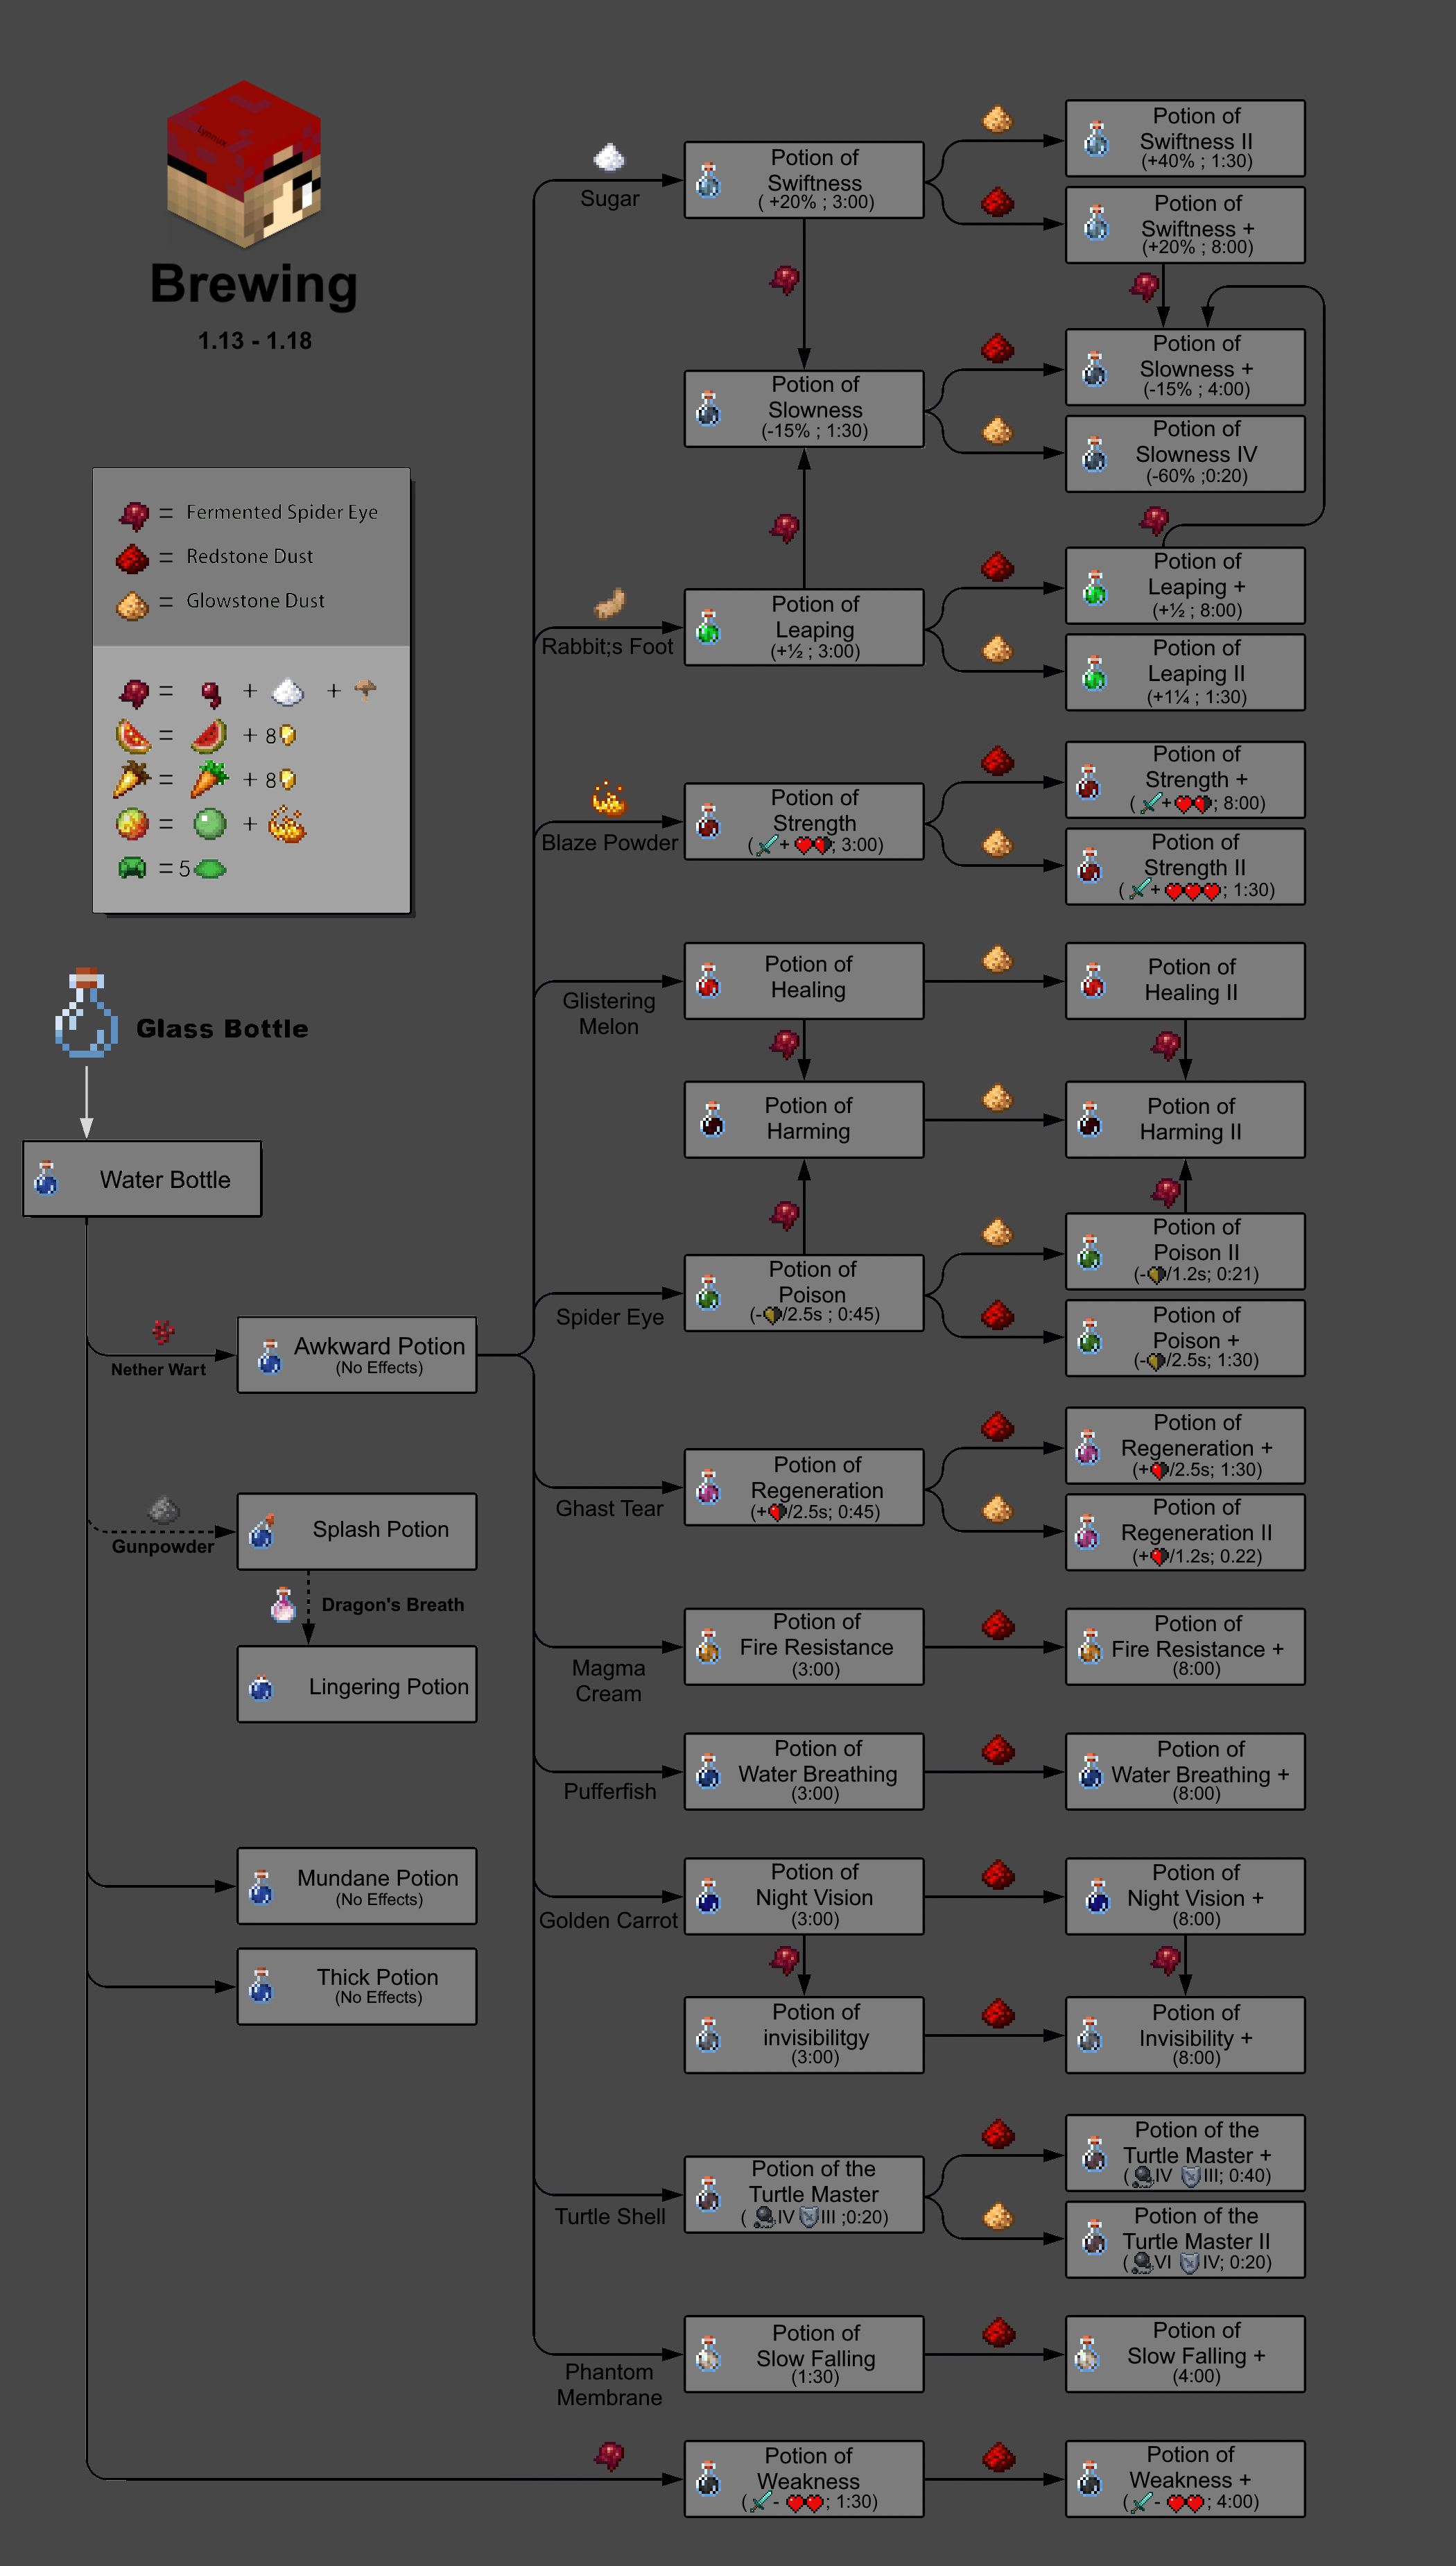 Lynnux
Brewing
1.13 - 1.18
= Fermented Spider Eye
= Redstone Dust
= Glowstone Dust
= + +
= + 8
= + 8
= +
= 5
Glass Bottle
Water Bottle
Nether Wart
Awkward Potion
(No Effects)
Gunpowder
Splash Potion
Dragon's Breath
Lingering Potion
Mundane Potion
(No Effects)
Thick Potion
(No Effects)
Sugar
Potion of
Swiftness
( +20% ; 3:00)
Potion of
Swiftness II
(+40% ; 1:30)
Potion of
Swiftness +
(+20% ; 8:00)
Potion of
Slowness
(-15% ; 1:30)
Potion of
Slowness +
(-15% ; 4:00)
Potion of
Slowness IV
(-60% ;0:20)
Rabbit;s Foot
Potion of
Leaping
(+½ ; 3:00)
Potion of
Leaping +
(+½ ; 8:00)
Potion of
Leaping II
(+1¼ ; 1:30)
Blaze Powder
Potion of
Strength
( + ; 3:00)
Potion of
Strength +
( + ; 8:00)
Potion of
Strength II
( + ; 1:30)
Glistering
Melon
Potion of
Healing
Potion of
Healing II
Potion of
Harming
Potion of
Harming II
Spider Eye
Potion of
Poison
(- /2.5s ; 0:45)
Potion of
Poison II
(- /1.2s; 0:21)
Potion of
Poison +
(- /2.5s; 1:30)
Ghast Tear
Potion of
Regeneration
(+ /2.5s; 0:45)
Potion of
Regeneration +
(+ /2.5s; 1:30)
Potion of
Regeneration II
(+ /1.2s; 0.22)
Magma
Cream
Potion of
Fire Resistance
(3:00)
Potion of
Fire Resistance +
(8:00)
Pufferfish
Potion of
Water Breathing
(3:00)
Potion of
Water Breathing +
(8:00)
Golden Carrot
Potion of
Night Vision
(3:00)
Potion of
Night Vision +
(8:00)
Potion of
invisibilitgy
(3:00)
Potion of
Invisibility +
(8:00)
Turtle Shell
Potion of the
Turtle Master
( IV III ;0:20)
Potion of the
Turtle Master +
( IV III; 0:40)
Potion of the
Turtle Master II
( VI IV; 0:20)
Phantom
Membrane
Potion of
Slow Falling
(1:30)
Potion of
Slow Falling +
(4:00)
Potion of
Weakness
( - ; 1:30)
Potion of
Weakness +
( - ; 4:00)